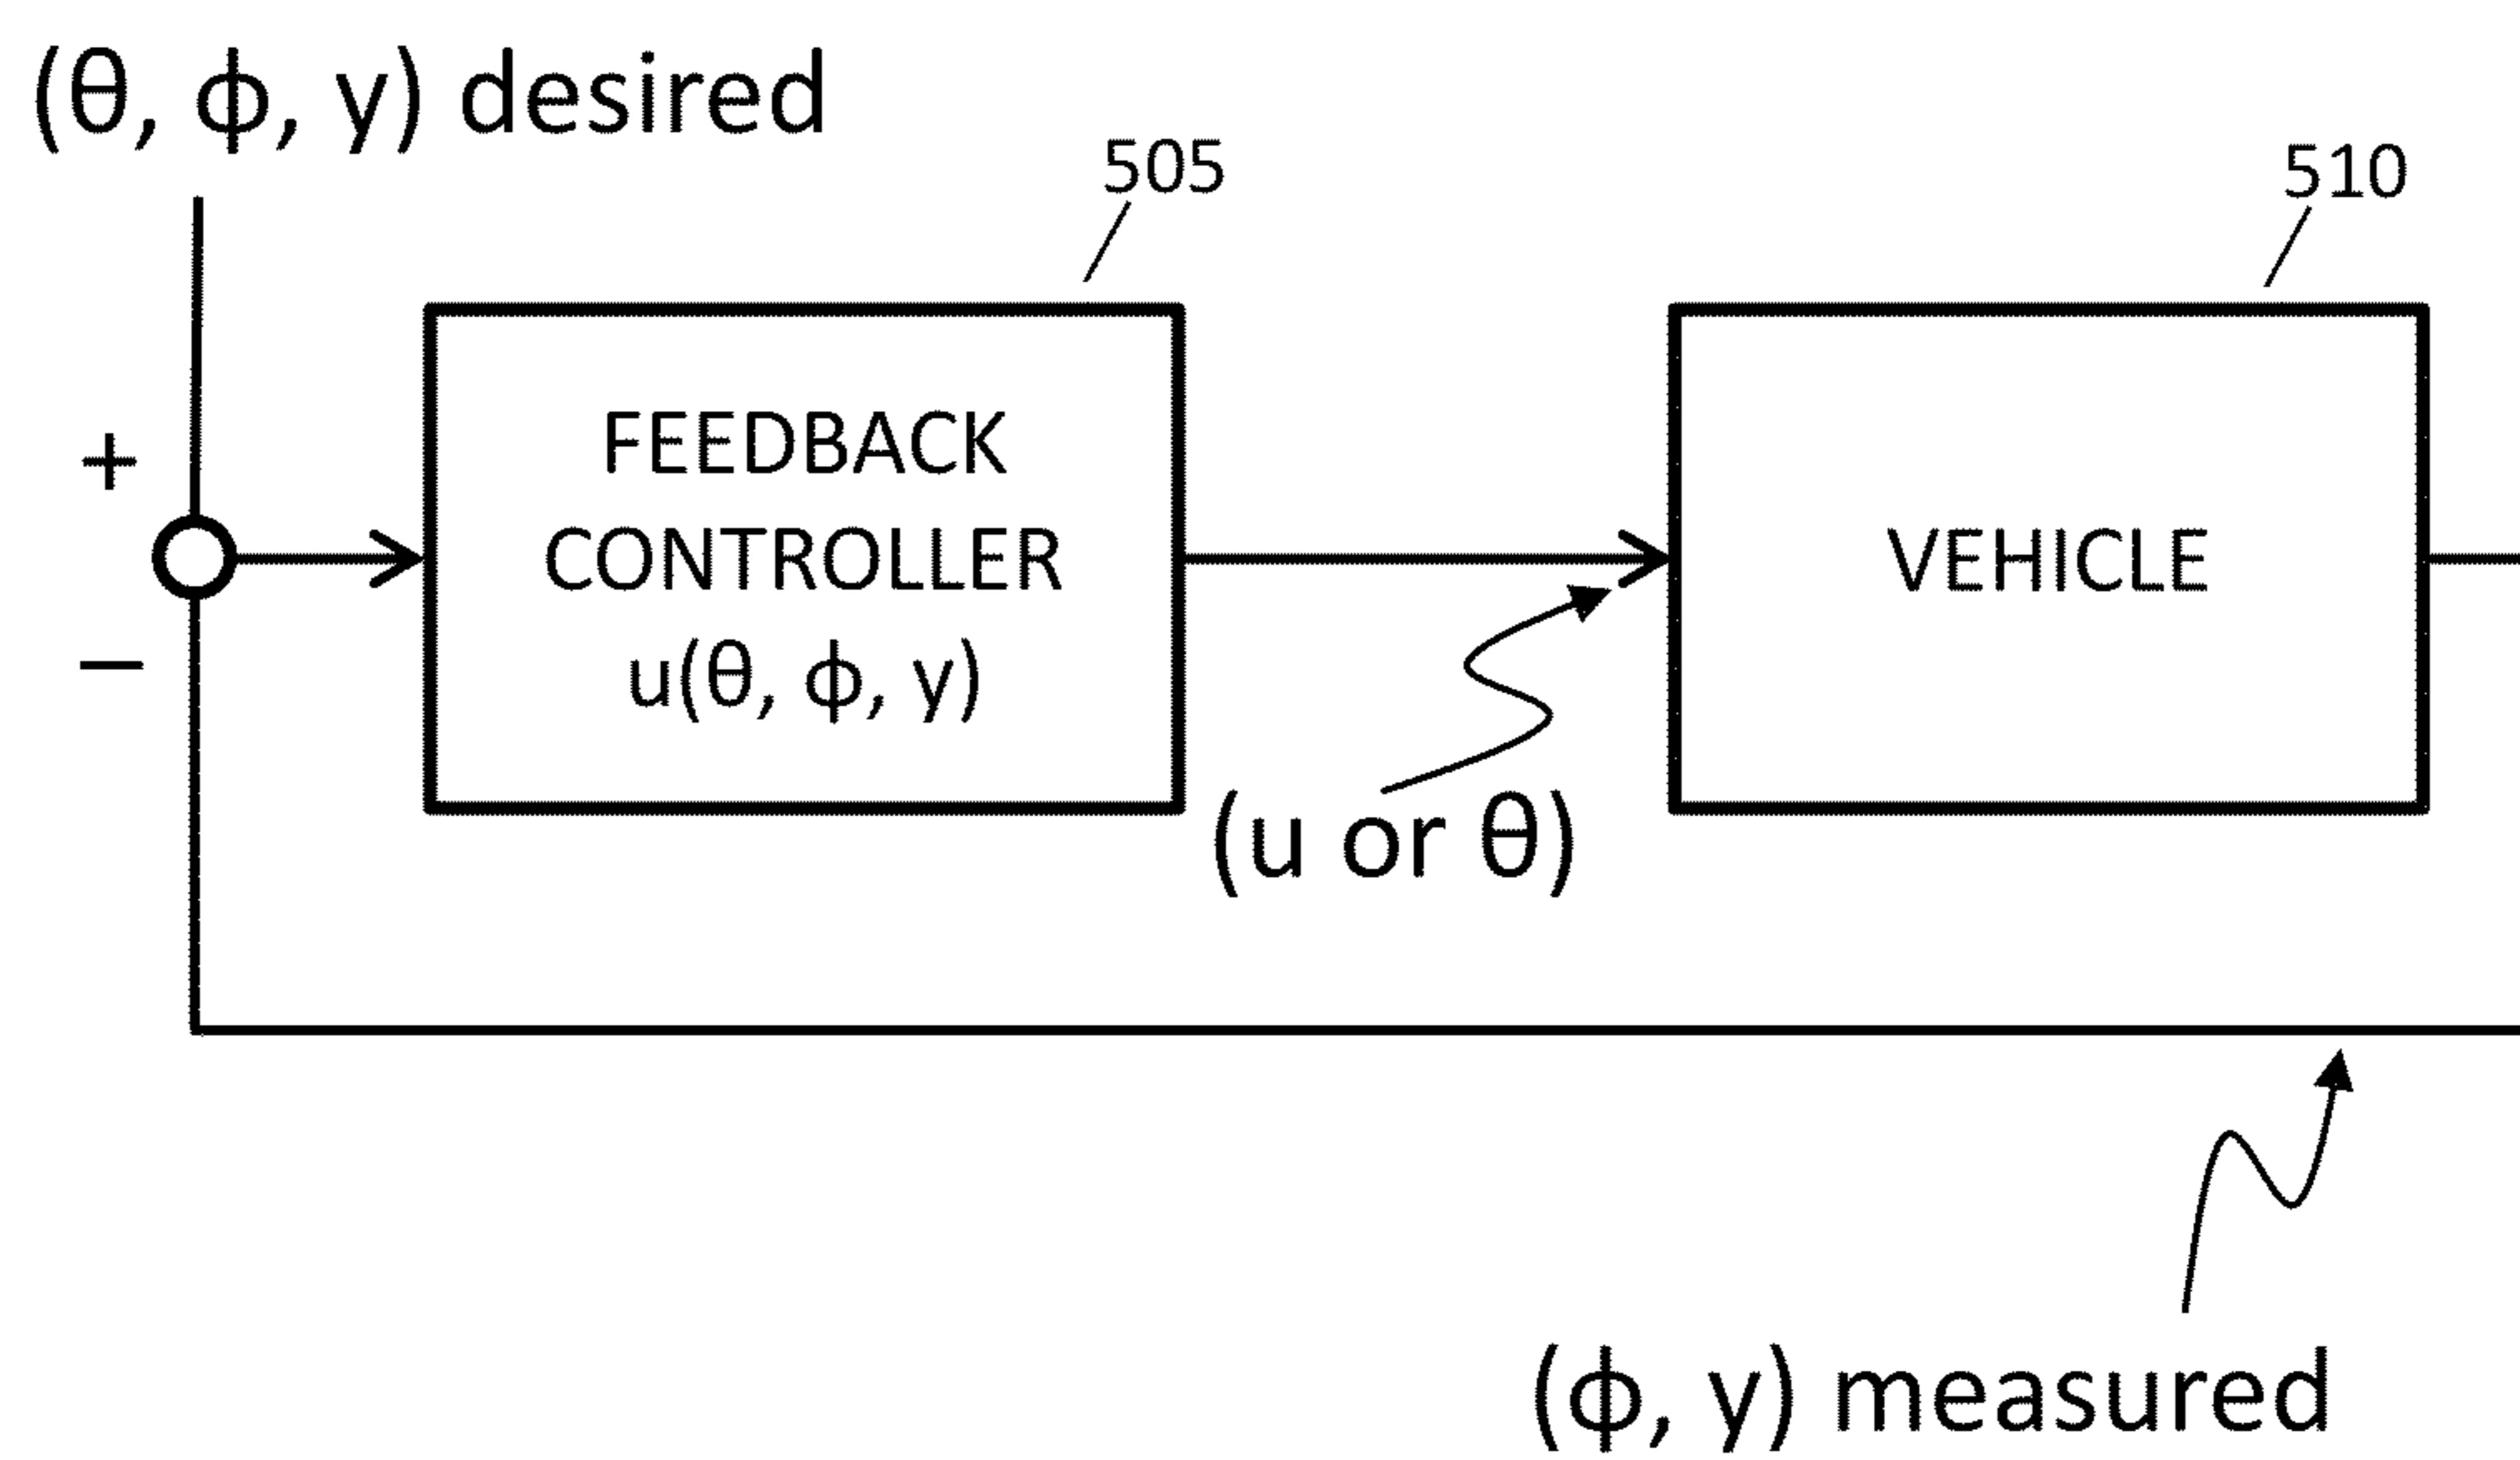 (θ, ϕ, y) desired
505
510
+
FEEDBACK
CONTROLLER
u(θ, ϕ, y)
VEHICLE
−
(u or θ)
(ϕ, y) measured